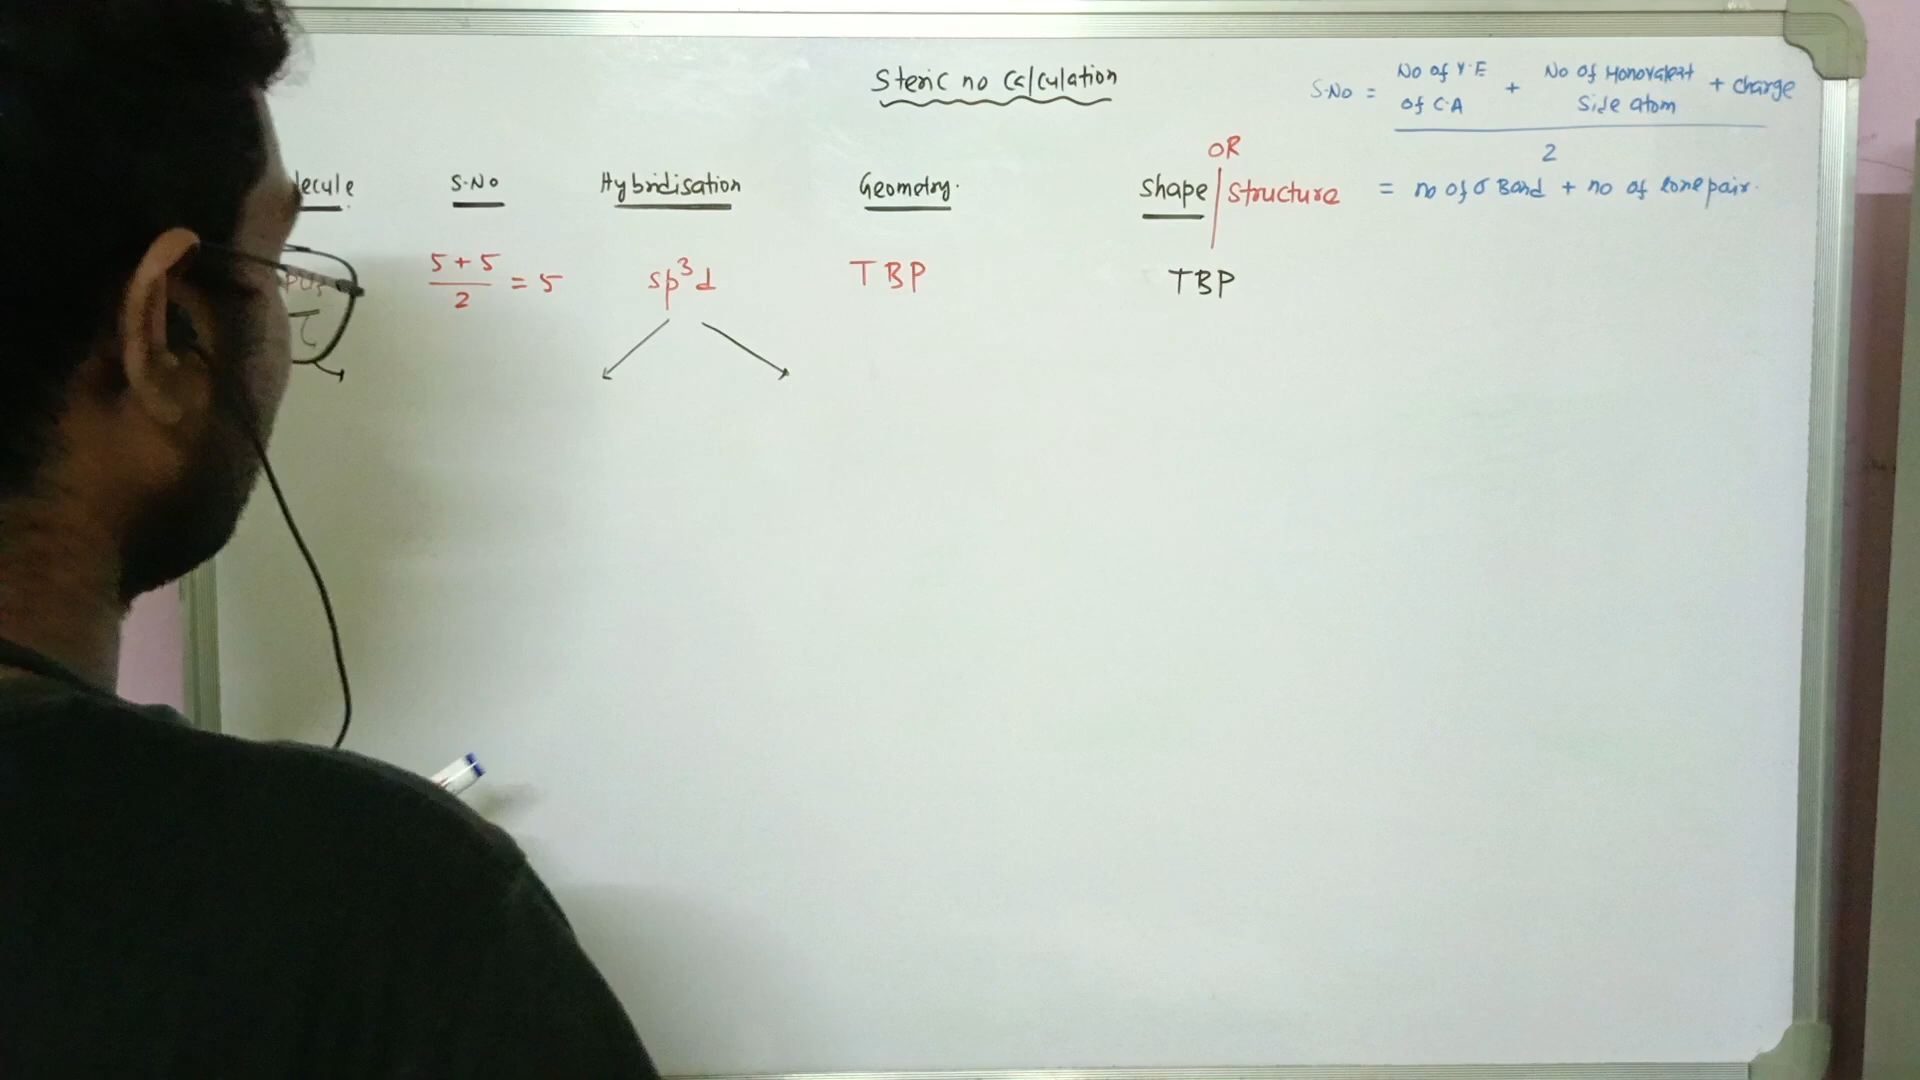 Steric no Calculation
S.No = No of V.E of C.A + No of Monovalent Side atom + charge
2
= no of σ Bond + no of lone pair.
S.No
Hybridisation
Geometry.
Shape
OR
Structure
5 + 5
2
= 5
sp³d
TBP
TBP